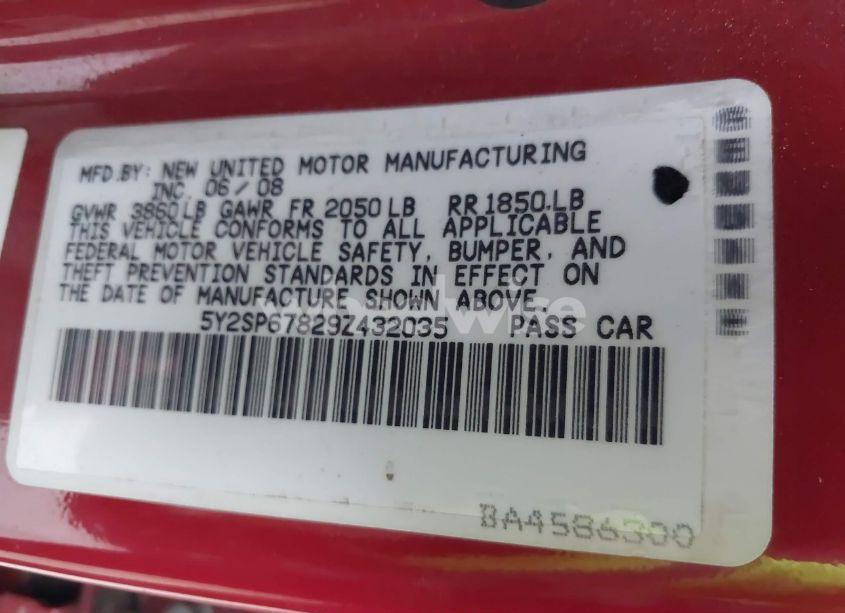 MFD.BY: NEW UNITED MOTOR MANUFACTURING
INC. 06/08
GVWR 3860LB GAWR FR 2050LB RR1850.LB
THIS VEHICLE CONFORMS TO ALL APPLICABLE
FEDERAL MOTOR VEHICLE SAFETY, BUMPER, AND
THEFT PREVENTION STANDARDS IN EFFECT ON
THE DATE OF MANUFACTURE SHOWN ABOVE.
5Y2SP67829Z432035 PASS CAR
BA4586300